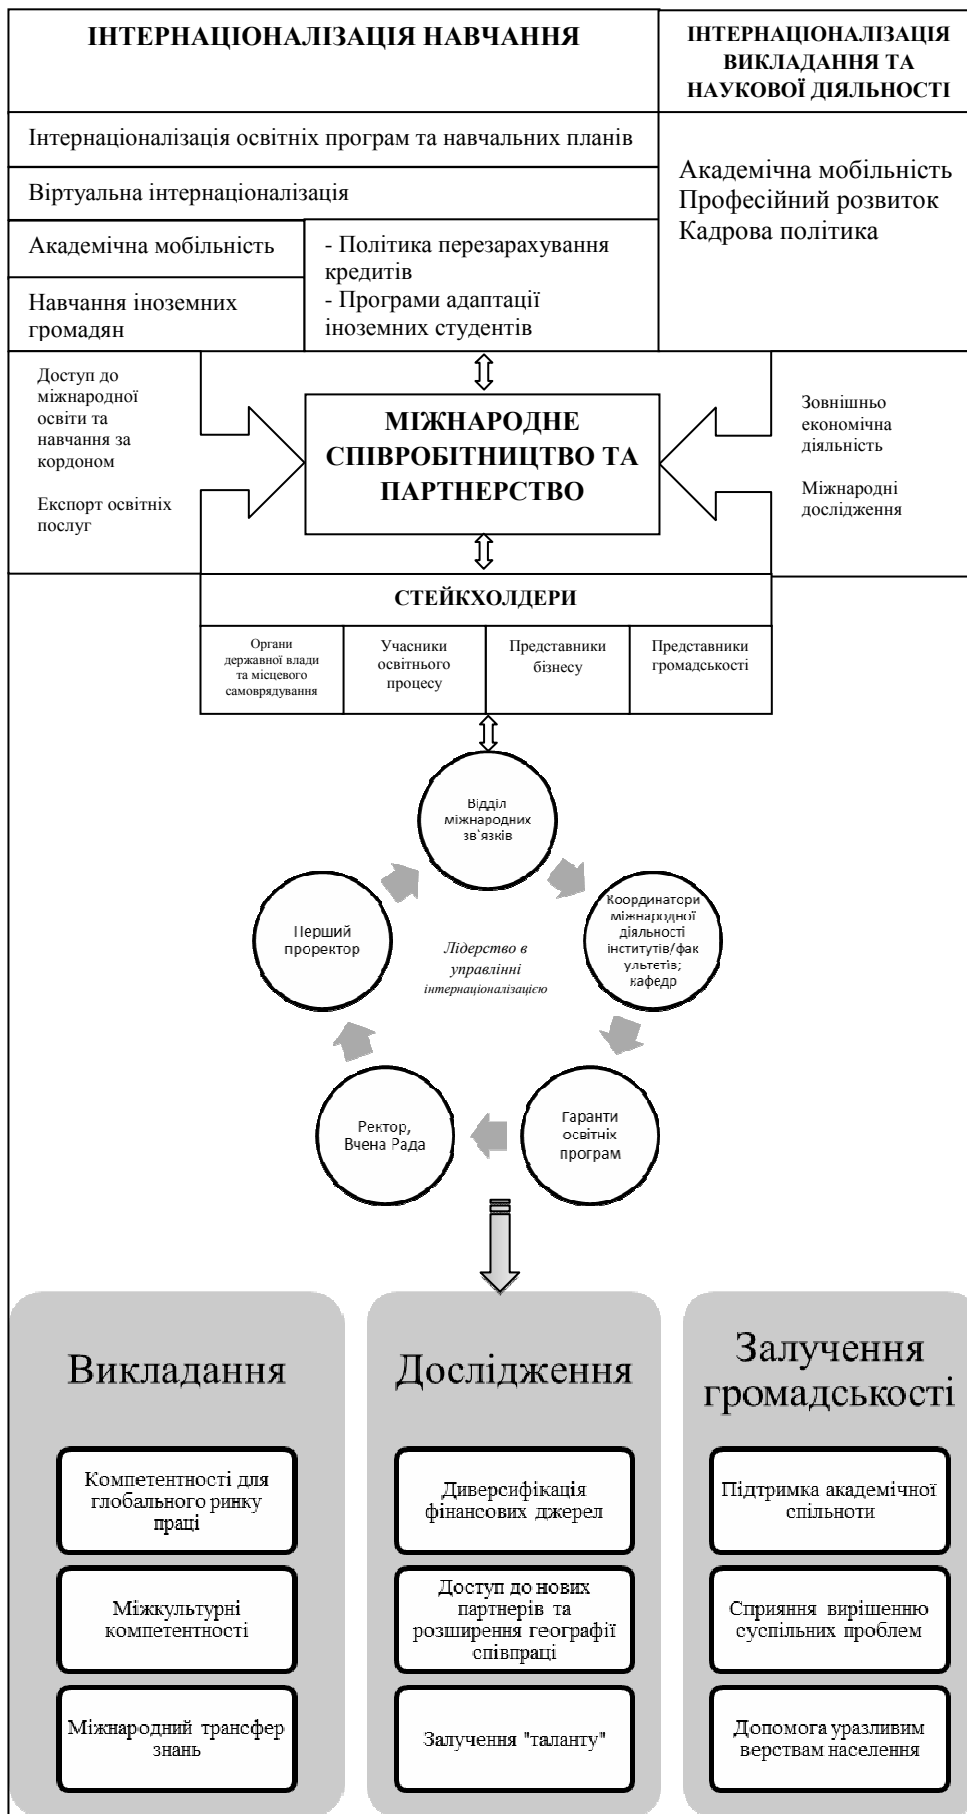 ІНТЕРНАЦІОНАЛІЗАЦІЯ НАВЧАННЯ
ІНТЕРНАЦІОНАЛІЗАЦІЯ
ВИКЛАДАННЯ ТА
НАУКОВОЇ ДІЯЛЬНОСТІ
Інтернаціоналізація освітніх програм та навчальних планів
Віртуальна інтернаціоналізація
Академічна мобільність
Навчання іноземних
громадян
- Політика перезарахування
кредитів
- Програми адаптації
іноземних студентів
Академічна мобільність
Професійний розвиток
Кадрова політика
Доступ до
міжнародної
освіти та
навчання за
кордоном
Експорт освітніх
послуг
МІЖНАРОДНЕ
СПІВРОБІТНИЦТВО ТА
ПАРТНЕРСТВО
Зовнішньо
економічна
діяльність
Міжнародні
дослідження
СТЕЙКХОЛДЕРИ
Органи
державної влади
та місцевого
самоврядування
Учасники
освітнього
процесу
Представники
бізнесу
Представники
громадськості
Відділ
міжнародних
зв`язків
Координатори
міжнародної
діяльності
інститутів/фак
ультетів;
кафедр
Гаранти
освітніх
програм
Ректор,
Вчена Рада
Перший
проректор
Лідерство в
управлінні
інтернаціоналізацією
Викладання
Компетентності для
глобального ринку
праці
Міжкультурні
компетентності
Міжнародний трансфер
знань
Дослідження
Диверсифікація
фінансових джерел
Доступ до нових
партнерів та
розширення географії
співпраці
Залучення "таланту"
Залучення
громадськості
Підтримка академічної
спільноти
Сприяння вирішенню
суспільних проблем
Допомога уразливим
верствам населення